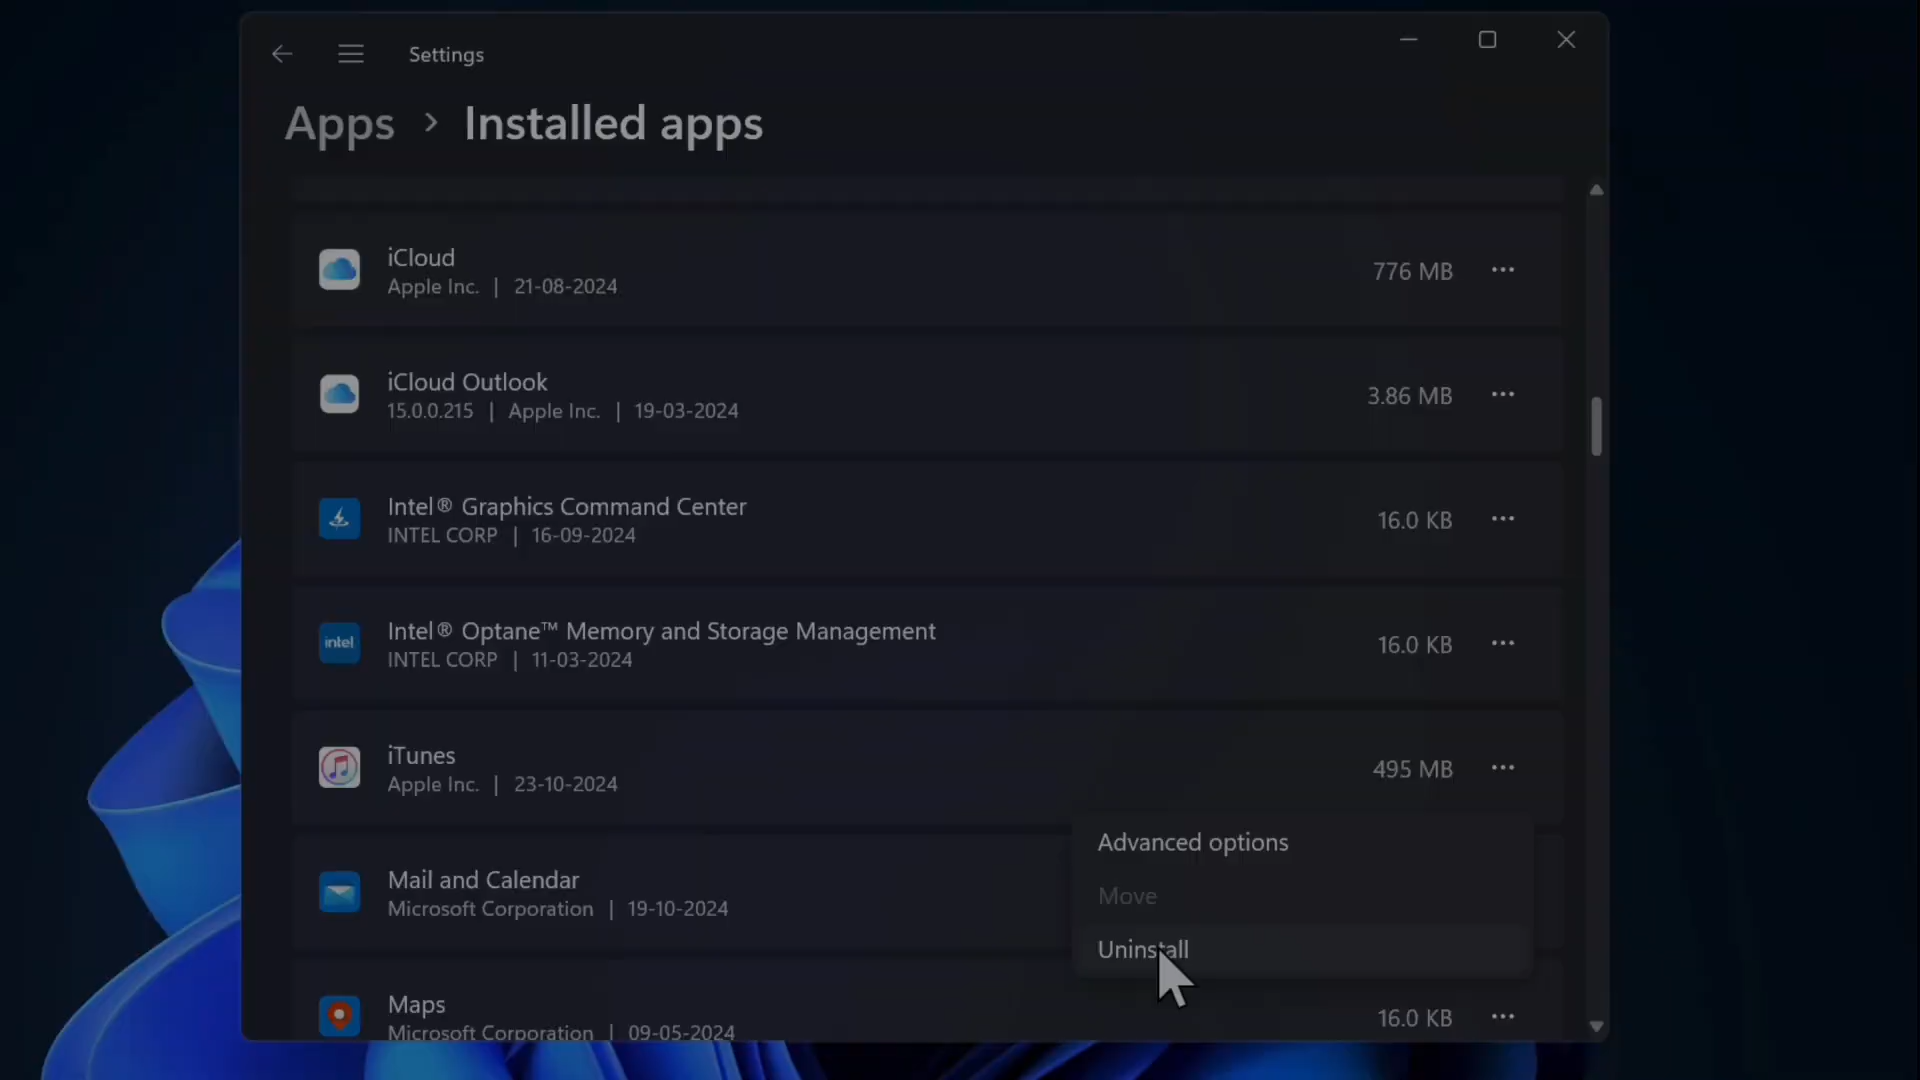 Settings
Apps > Installed apps
iCloud
Apple Inc. | 21-08-2024
776 MB
iCloud Outlook
15.0.0.215 | Apple Inc. | 19-03-2024
3.86 MB
Intel® Graphics Command Center
INTEL CORP | 16-09-2024
16.0 KB
intel
Intel® Optane™ Memory and Storage Management
INTEL CORP | 11-03-2024
16.0 KB
iTunes
Apple Inc. | 23-10-2024
495 MB
Advanced options
Move
Uninstall
Mail and Calendar
Microsoft Corporation | 19-10-2024
Maps
Microsoft Corporation | 09-05-2024
16.0 KB